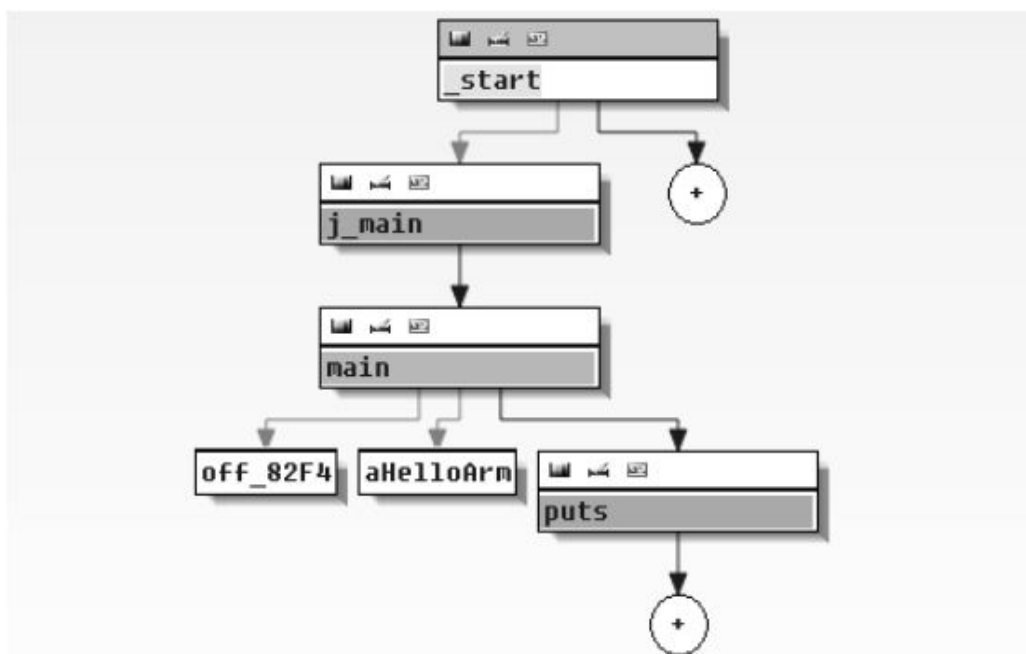 _start
+
j_main
main
off_82F4
aHelloArm
puts
+